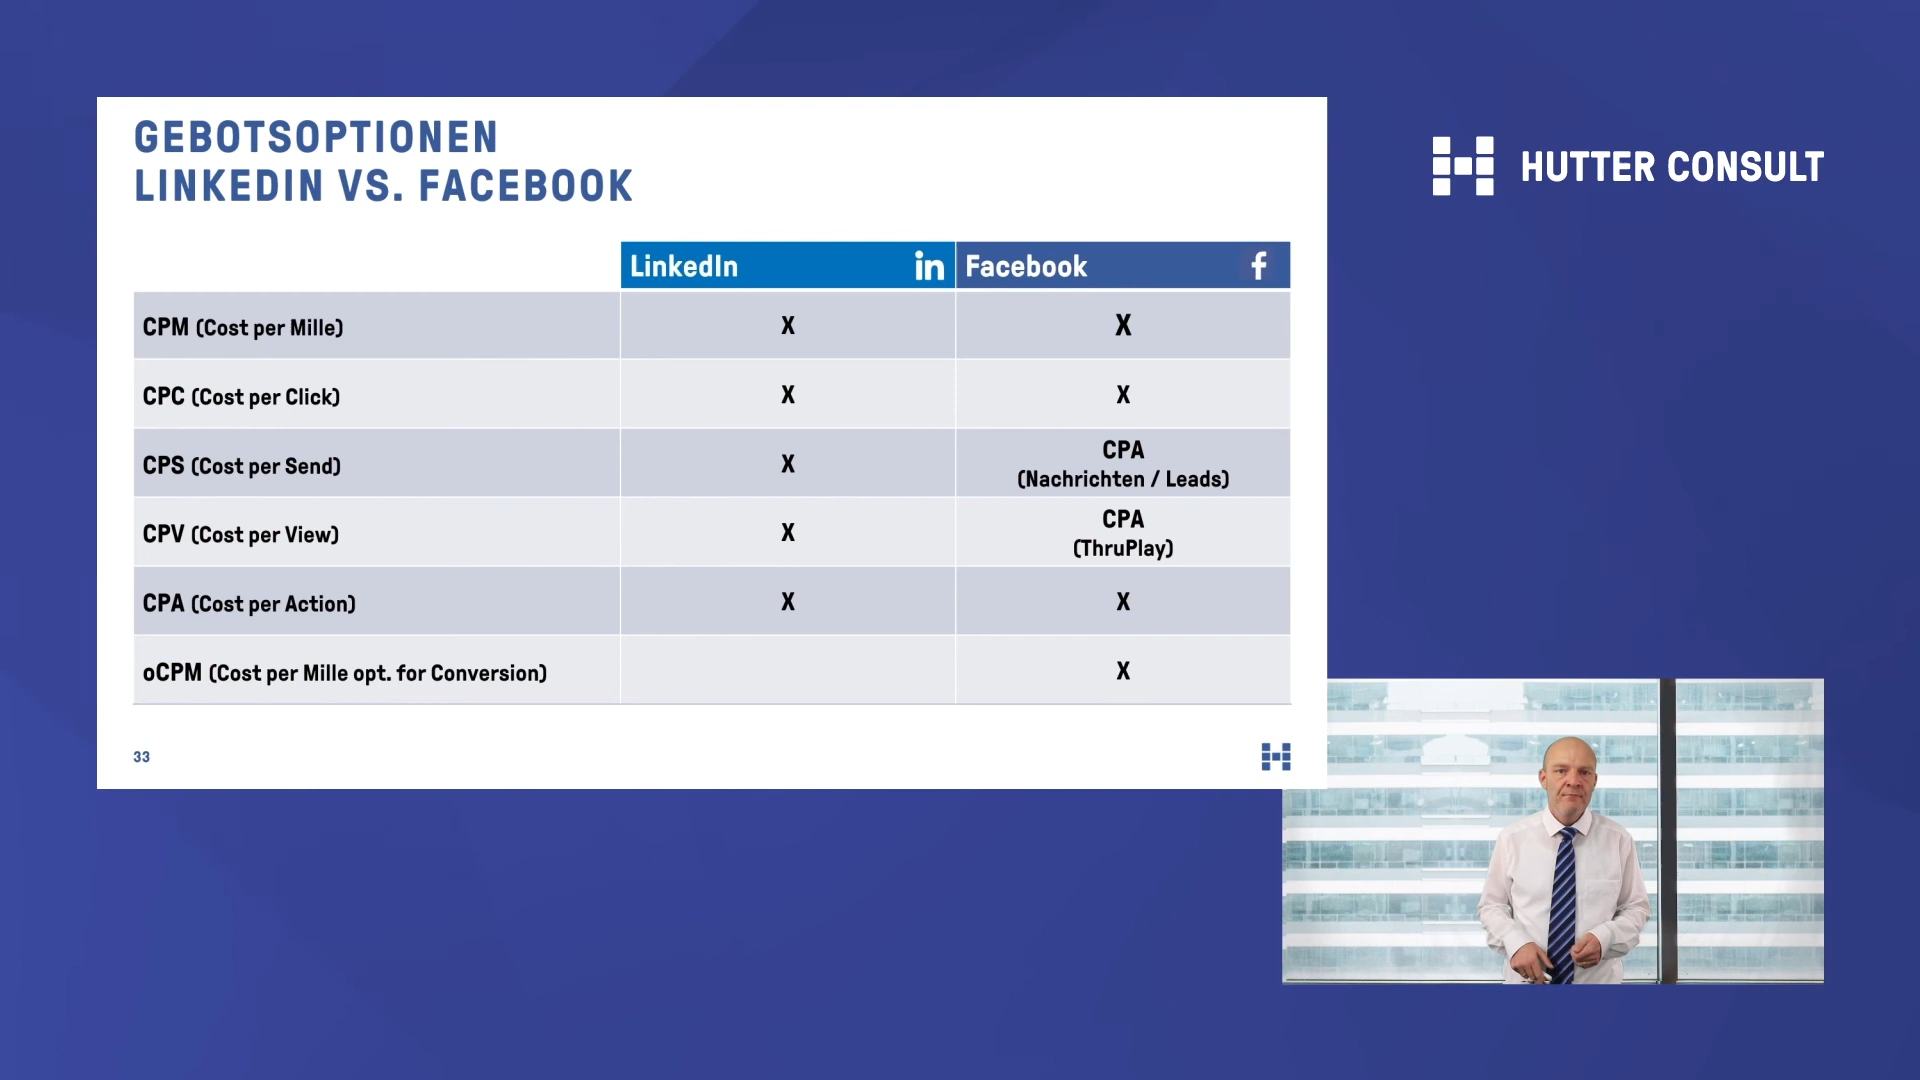 GEBOTSOPTIONEN
LINKEDIN VS. FACEBOOK
HUTTER CONSULT
LinkedIn in Facebook f
CPM (Cost per Mille) X X
CPC (Cost per Click) X X
CPS (Cost per Send) X CPA
(Nachrichten / Leads)
CPV (Cost per View) X CPA
(ThruPlay)
CPA (Cost per Action) X X
oCPM (Cost per Mille opt. for Conversion) X
33